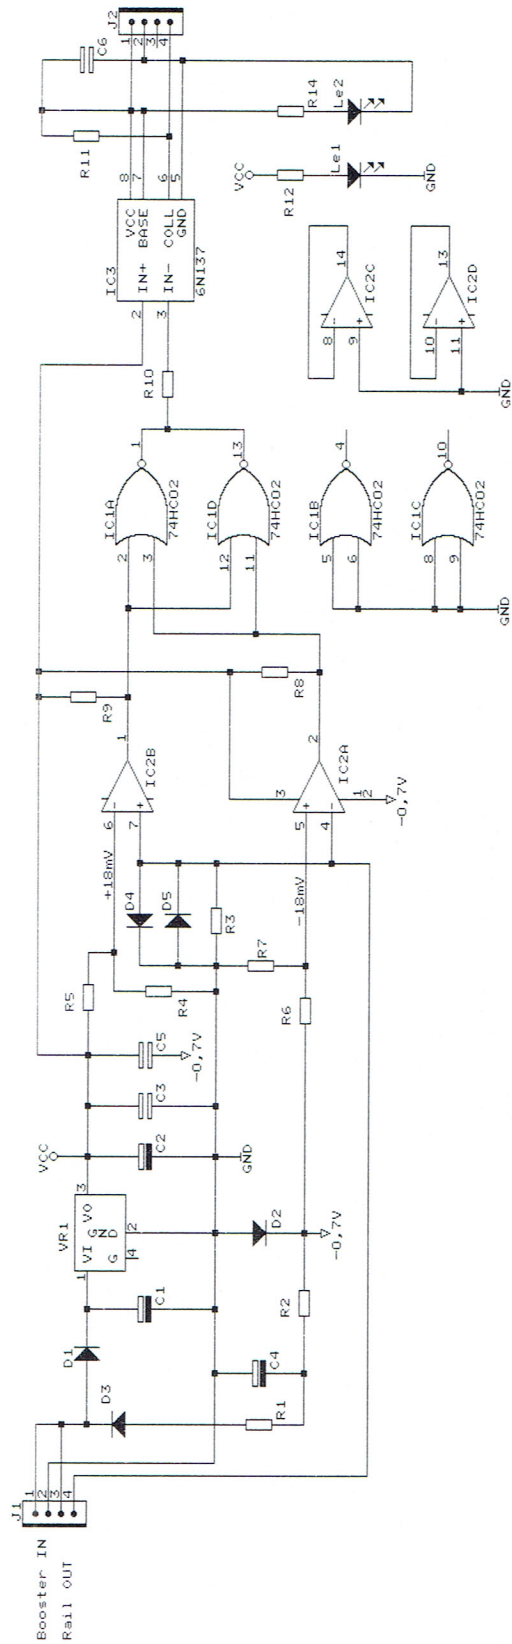 Booster IN
Rail OUT
J1
1
2
3
4
D1
D3
R1
C1
C4
R2
VR1
VI
VO
GND
G
1
3
2
4
VCC
C2
GND
D2
-0,7V
C3
C5
-0,7V
R5
R4
R6
R7
D4
D5
R3
+18mV
-18mV
6
7
-
+
1
IC2B
R9
5
4
+
-
3
2
12
IC2A
-0,7V
R8
IC1A
2
3
1
74HC02
IC1D
12
11
13
74HC02
IC1B
5
6
4
74HC02
IC1C
8
9
10
74HC02
GND
R10
IC3
2
3
IN+
IN-
VCC
BASE
COLL
GND
8
7
6
5
6N137
8
9
-
+
14
IC2C
10
11
-
+
13
IC2D
GND
R11
C6
J2
1
2
3
4
R14
Le2
VCC
R12
Le1
GND